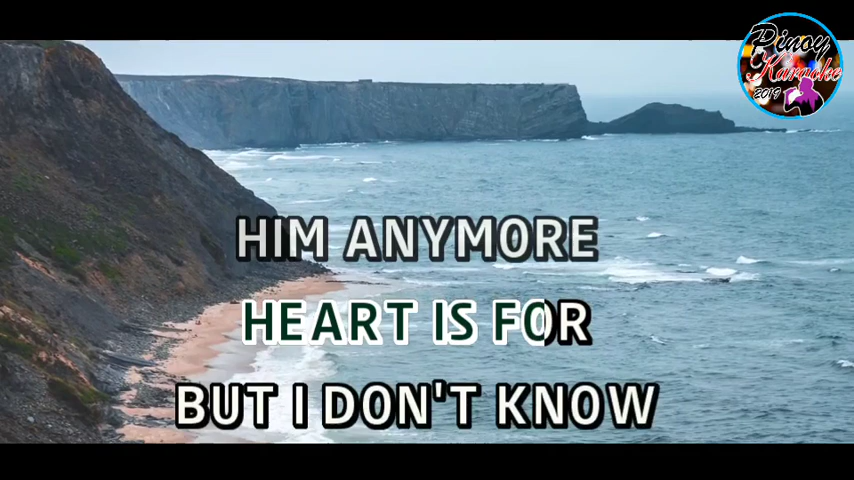 Pinoy
Karaoke
2019
HIM ANYMORE
HEART IS FOR
BUT I DON'T KNOW